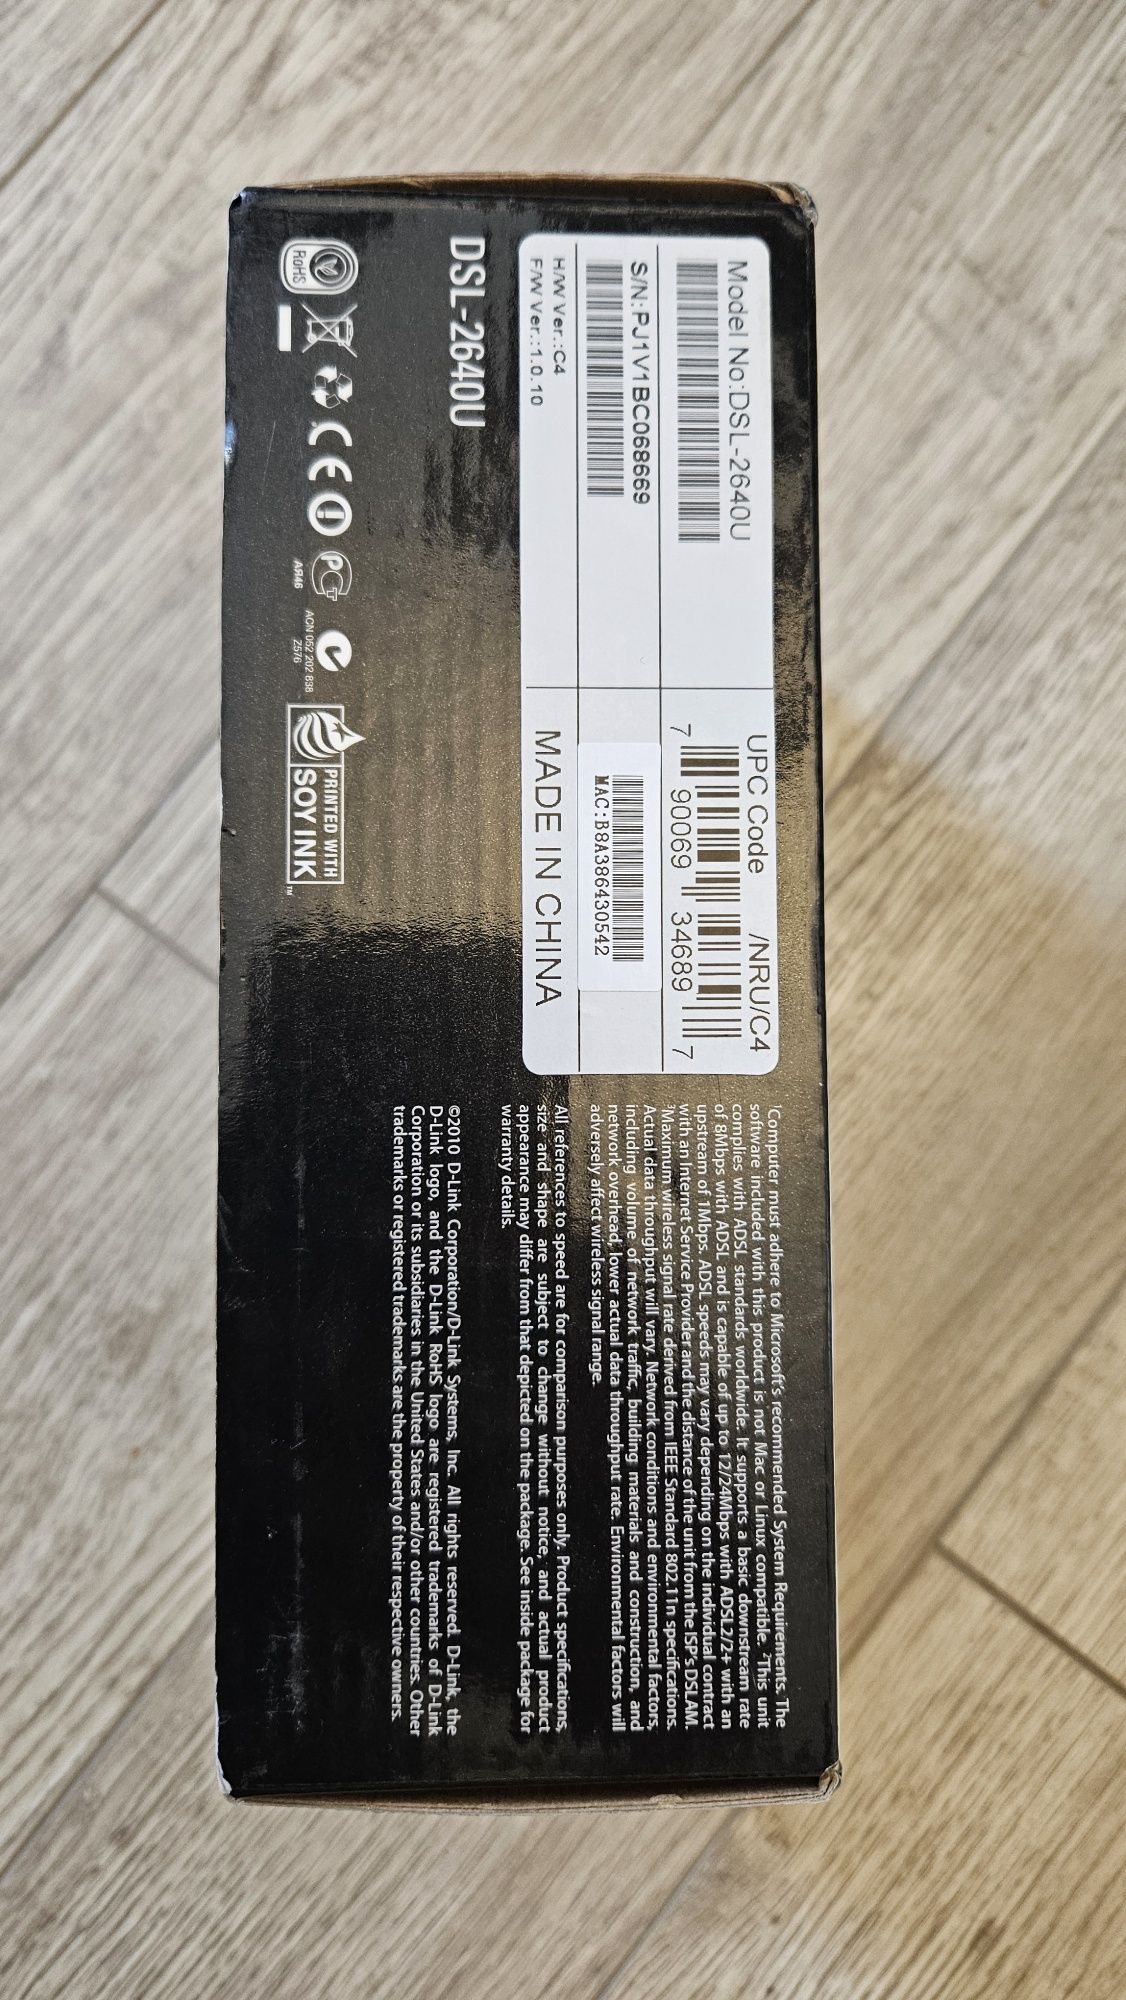 Model No:DSL-2640U
S/N:PJ1V1BC068669
H/W Ver.:C4
F/W Ver.:1.0.10
UPC Code /NRU/C4
7 90069 34689 7
MAC:B8A386430542
MADE IN CHINA
DSL-2640U
RoHS
CE
PCT
АЯ46
ACN 052 202 838
Z576
PRINTED WITH
SOY INK™
¹Computer must adhere to Microsoft's recommended System Requirements. The
software included with this product is not Mac or Linux compatible. ²This unit
complies with ADSL standards worldwide. It supports a basic downstream rate
of 8Mbps with ADSL and is capable of up to 12/24Mbps with ADSL2/2+ with an
upstream of 1Mbps. ADSL speeds may vary depending on the individual contract
with an Internet Service Provider and the distance of the unit from the ISP's DSLAM.
³Maximum wireless signal rate derived from IEEE Standard 802.11n specifications.
Actual data throughput will vary. Network conditions and environmental factors,
including volume of network traffic, building materials and construction, and
network overhead, lower actual data throughput rate. Environmental factors will
adversely affect wireless signal range.
All references to speed are for comparison purposes only. Product specifications,
size and shape are subject to change without notice, and actual product
appearance may differ from that depicted on the package. See inside package for
warranty details.
©2010 D-Link Corporation/D-Link Systems, Inc. All rights reserved. D-Link, the
D-Link logo, and the D-Link RoHS logo are registered trademarks of D-Link
Corporation or its subsidiaries in the United States and/or other countries. Other
trademarks or registered trademarks are the property of their respective owners.